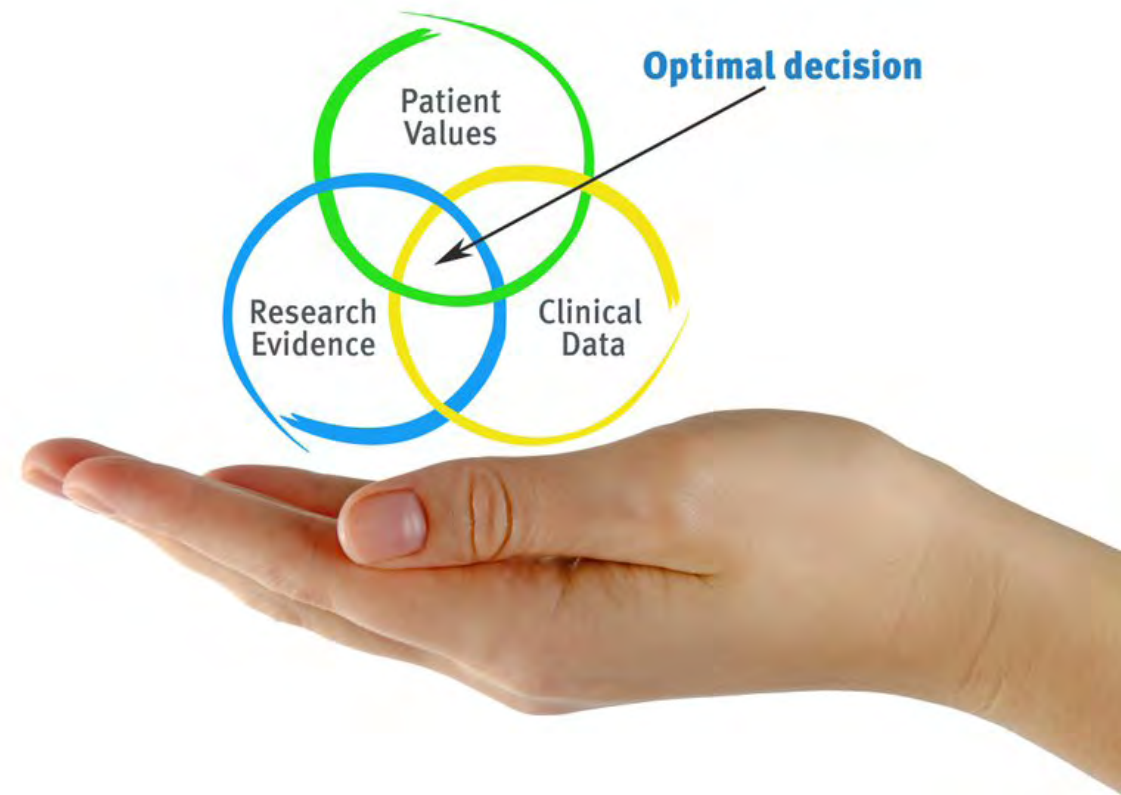 Optimal decision
Patient
Values
Research
Evidence
Clinical
Data